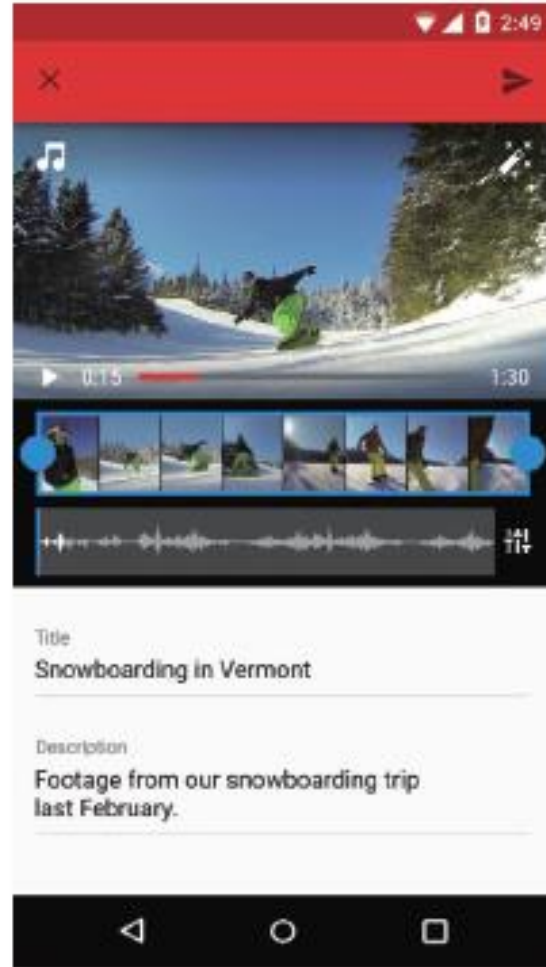 2:49
0:15
1:30
Title
Snowboarding in Vermont
Description
Footage from our snowboarding trip
last February.